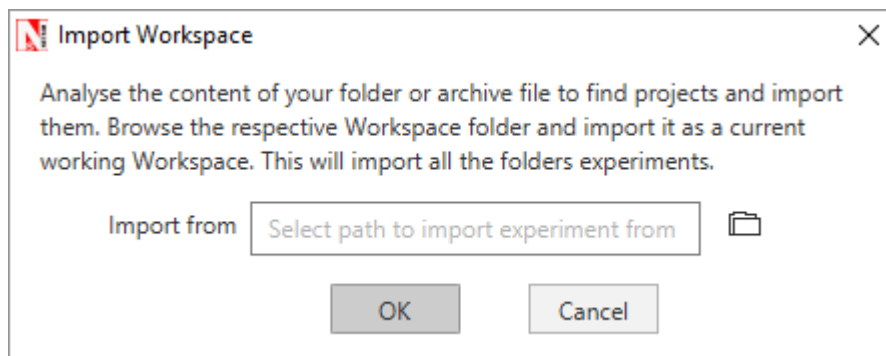 Import Workspace
Analyse the content of your folder or archive file to find projects and import
them. Browse the respective Workspace folder and import it as a current
working Workspace. This will import all the folders experiments.
Import from Select path to import experiment from
OK Cancel